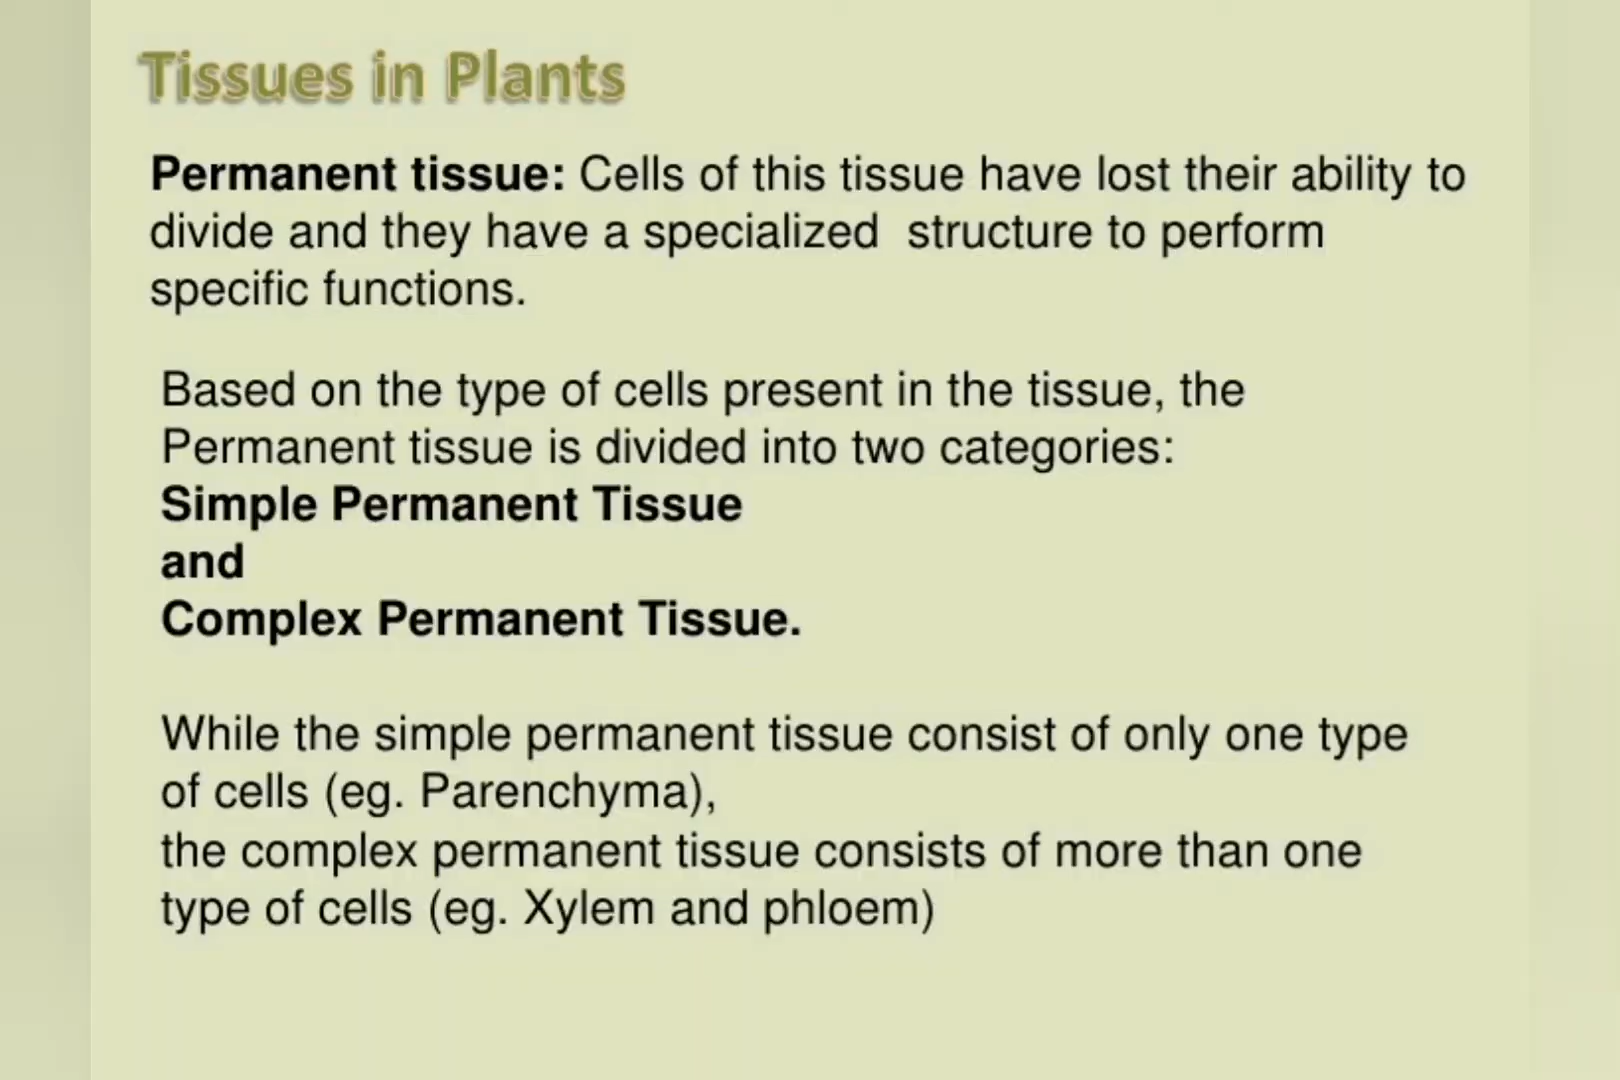 Tissues in Plants
Permanent tissue: Cells of this tissue have lost their ability to
divide and they have a specialized structure to perform
specific functions.
Based on the type of cells present in the tissue, the
Permanent tissue is divided into two categories:
Simple Permanent Tissue
and
Complex Permanent Tissue.
While the simple permanent tissue consist of only one type
of cells (eg. Parenchyma),
the complex permanent tissue consists of more than one
type of cells (eg. Xylem and phloem)